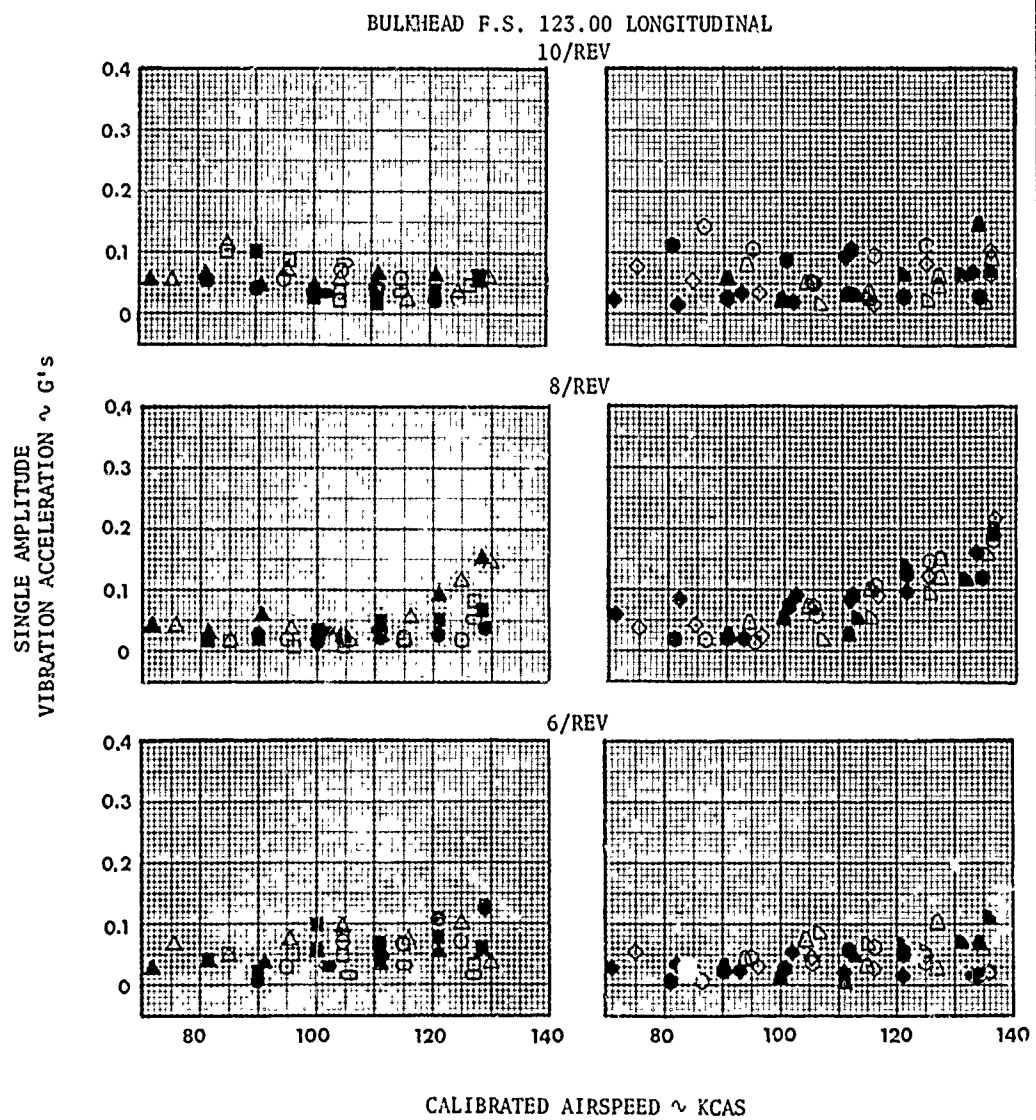 BULKHEAD F.S. 123.00 LONGITUDINAL
10/REV
0.4
0.3
0.2
0.1
0
8/REV
0.4
0.3
0.2
0.1
0
6/REV
0.4
0.3
0.2
0.1
0
SINGLE AMPLITUDE
VIBRATION ACCELERATION ~ G's
80 100 120 140 80 100 120 140
CALIBRATED AIRSPEED ~ KCAS